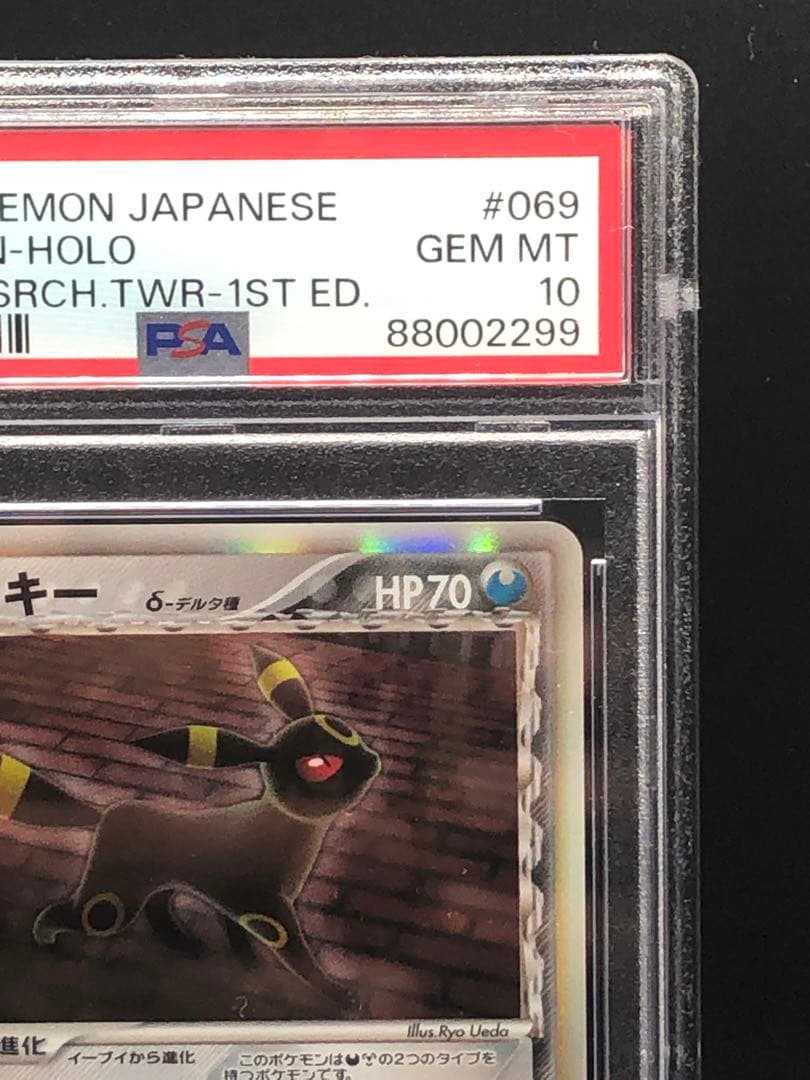 EMON JAPANESE #069
N-HOLO GEM MT
SRCH.TWR-1ST ED. 10
PSA 88002299
キー δ-デルタ種 HP70
Illus.Ryo Ueda
進化 イーブイから進化
このポケモンは の2つのタイプを
持つポケモンです。